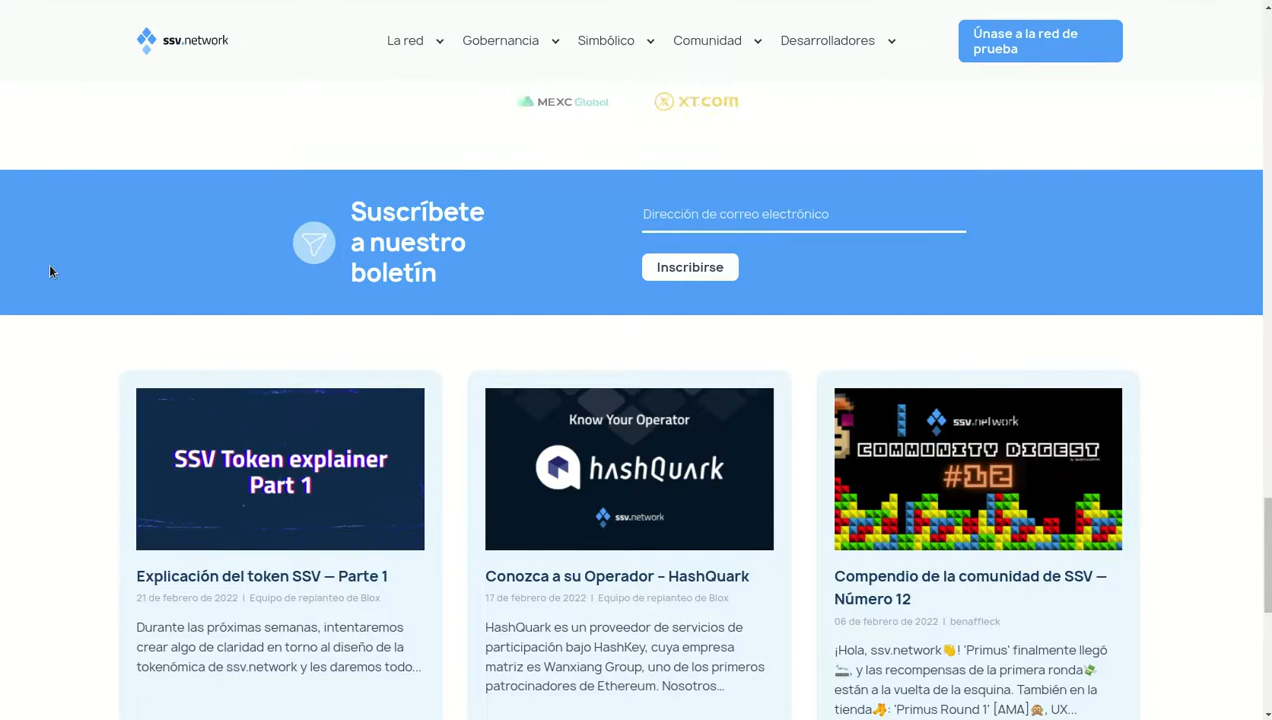 ssv.network
La red
Gobernancia
Simbólico
Comunidad
Desarrolladores
Únase a la red de
prueba
MEXC Global
XT.COM
Suscríbete
a nuestro
boletín
Dirección de correo electrónico
Inscribirse
SSV Token explainer
Part 1
Explicación del token SSV — Parte 1
21 de febrero de 2022 | Equipo de replanteo de Blox
Durante las próximas semanas, intentaremos
crear algo de claridad en torno al diseño de la
tokenómica de ssv.network y les daremos todo...
Know Your Operator
hashQuark
ssv.network
Conozca a su Operador – HashQuark
17 de febrero de 2022 | Equipo de replanteo de Blox
HashQuark es un proveedor de servicios de
participación bajo HashKey, cuya empresa
matriz es Wanxiang Group, uno de los primeros
patrocinadores de Ethereum. Nosotros...
ssv.network
COMMUNITY DIGEST
#12
Compendio de la comunidad de SSV —
Número 12
06 de febrero de 2022 | benaffleck
¡Hola, ssv.network👋! 'Primus' finalmente llegó
🚬, y las recompensas de la primera ronda💸
están a la vuelta de la esquina. También en la
tienda🧦: 'Primus Round 1' [AMA]🙊, UX...